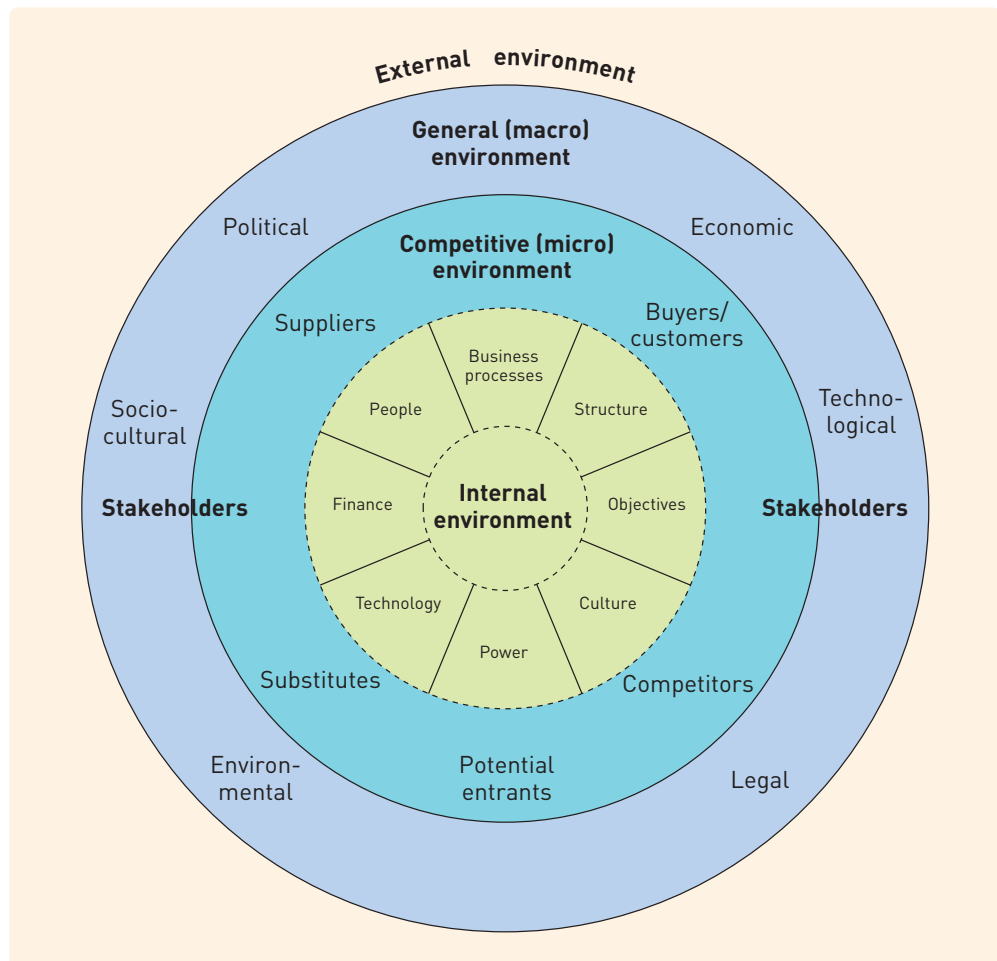 External environment
General (macro)
environment
Political
Economic
Competitive (micro)
environment
Suppliers
Buyers/
customers
Business
processes
People
Structure
Socio-
cultural
Techno-
logical
Stakeholders
Finance
Internal
environment
Objectives
Stakeholders
Technology
Culture
Power
Substitutes
Competitors
Environ-
mental
Potential
entrants
Legal